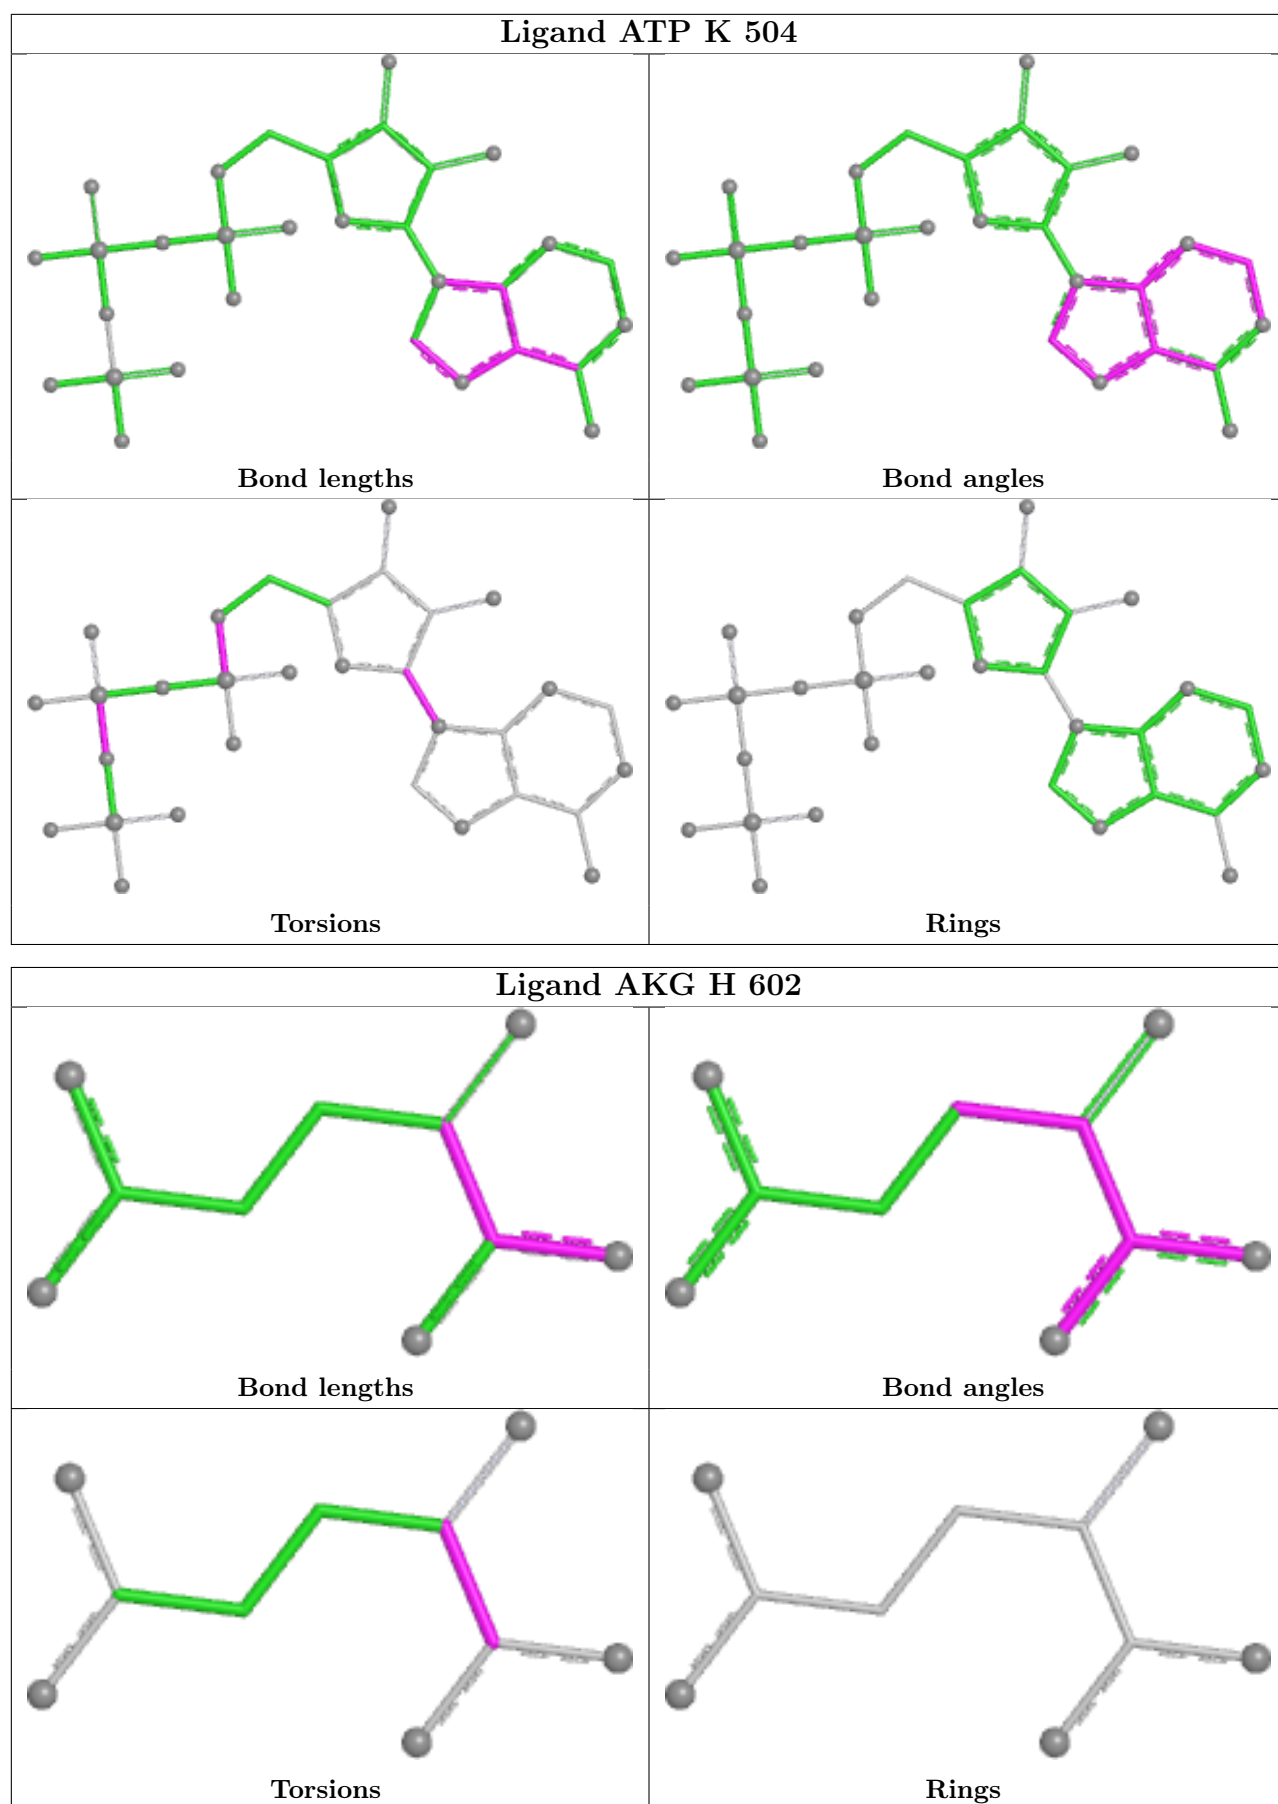 Ligand ATP K 504
Bond lengths
Bond angles
Torsions
Rings
Ligand AKG H 602
Bond lengths
Bond angles
Torsions
Rings